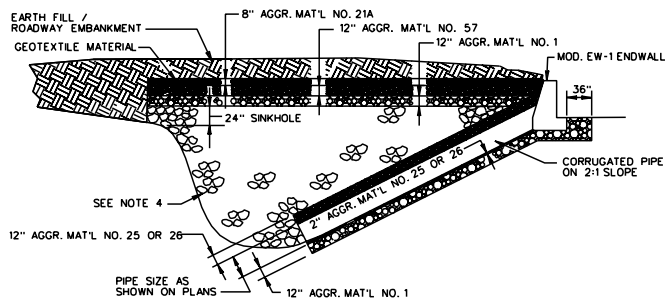 EARTH FILL /
ROADWAY EMBANKMENT
8" AGGR. MAT'L NO. 21A
GEOTEXTILE MATERIAL
12" AGGR. MAT'L NO. 57
12" AGGR. MAT'L NO. 1
MOD. EW-1 ENDWALL
36"
24" SINKHOLE
CORRUGATED PIPE
ON 2:1 SLOPE
2" AGGR. MAT'L NO. 25 OR 26
SEE NOTE 4
12" AGGR. MAT'L NO. 25 OR 26
PIPE SIZE AS
SHOWN ON PLANS
12" AGGR. MAT'L NO. 1